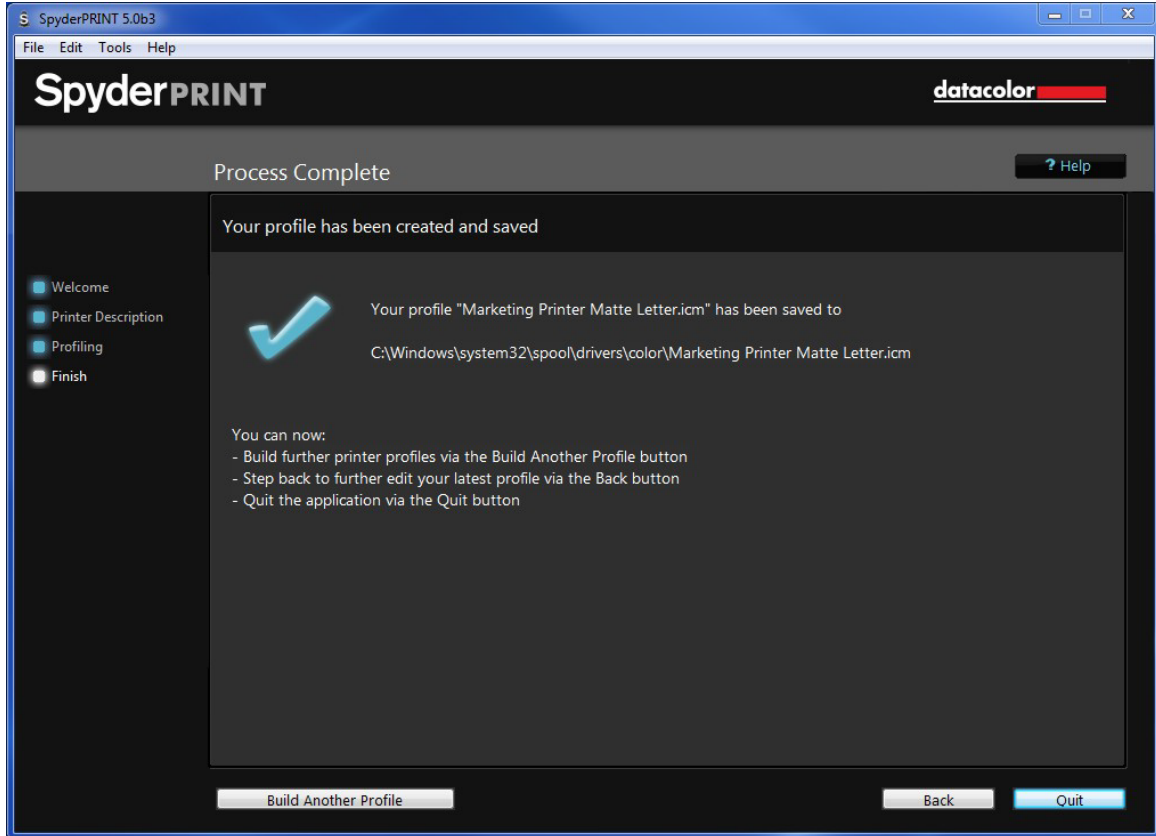 SpyderPRINT 5.0b3
File Edit Tools Help
SpyderPRINT
datacolor
Process Complete
? Help
Your profile has been created and saved
Welcome
Printer Description
Profiling
Finish
Your profile "Marketing Printer Matte Letter.icm" has been saved to
C:\Windows\system32\spool\drivers\color\Marketing Printer Matte Letter.icm
You can now:
- Build further printer profiles via the Build Another Profile button
- Step back to further edit your latest profile via the Back button
- Quit the application via the Quit button
Build Another Profile
Back
Quit